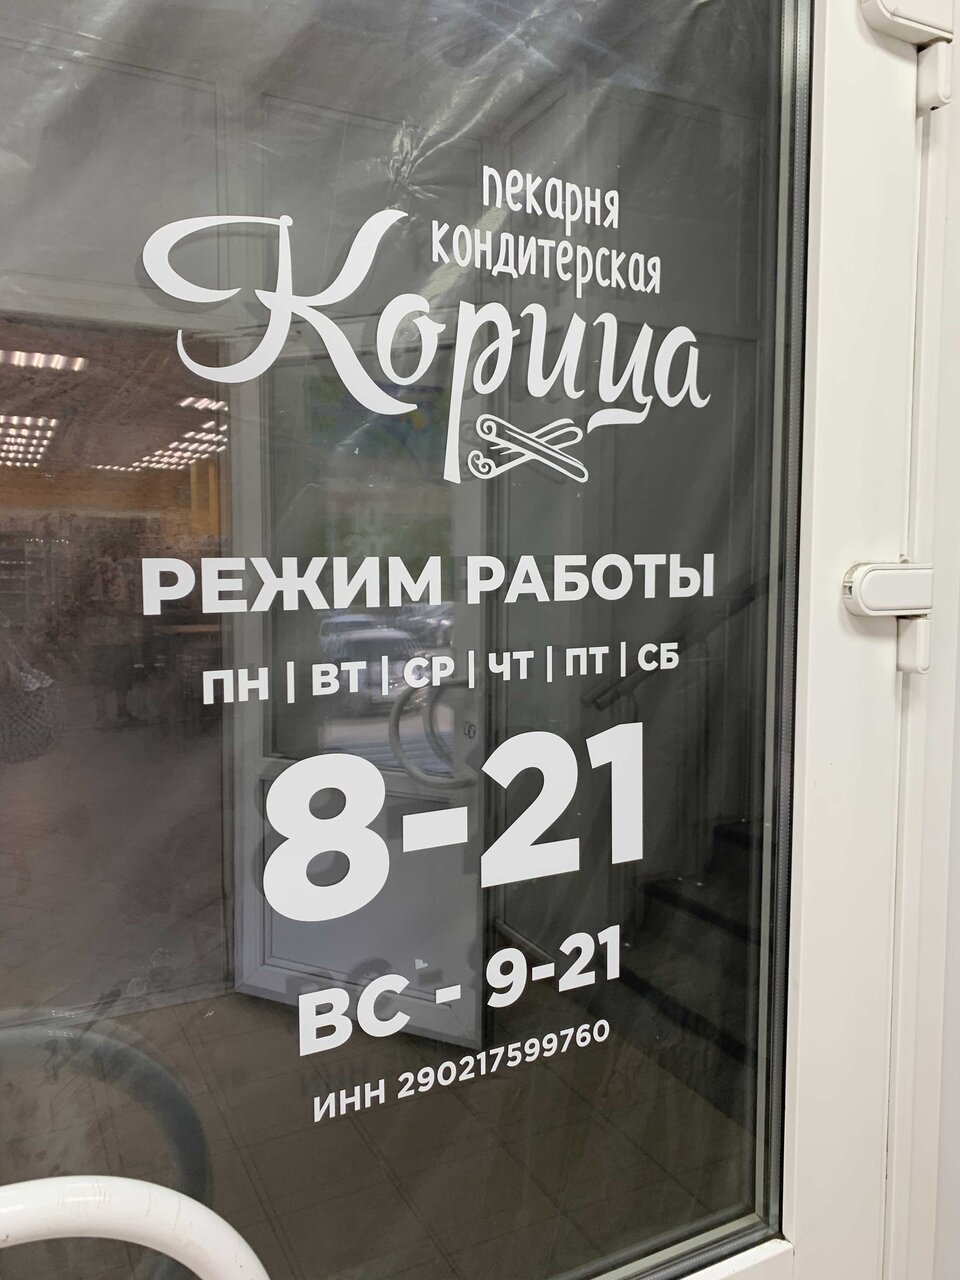 пекарня
кондитерская
Корица
РЕЖИМ РАБОТЫ
ПН | ВТ | СР | ЧТ | ПТ | СБ
8-21
ВС - 9-21
ИНН 290217599760